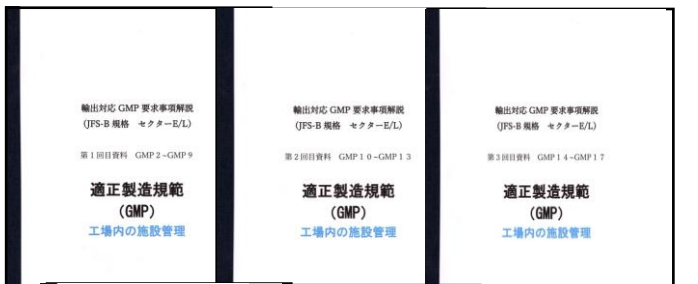 輸出対応 GMP 要求事項解説
(JFS-B 規格 セクターE/L)
第1回目資料 GMP2~GMP9
適正製造規範
(GMP)
工場内の施設管理
輸出対応 GMP 要求事項解説
(JFS-B 規格 セクターE/L)
第2回目資料 GMP10~GMP13
適正製造規範
(GMP)
工場内の施設管理
輸出対応 GMP 要求事項解説
(JFS-B 規格 セクターE/L)
第3回目資料 GMP14~GMP17
適正製造規範
(GMP)
工場内の施設管理